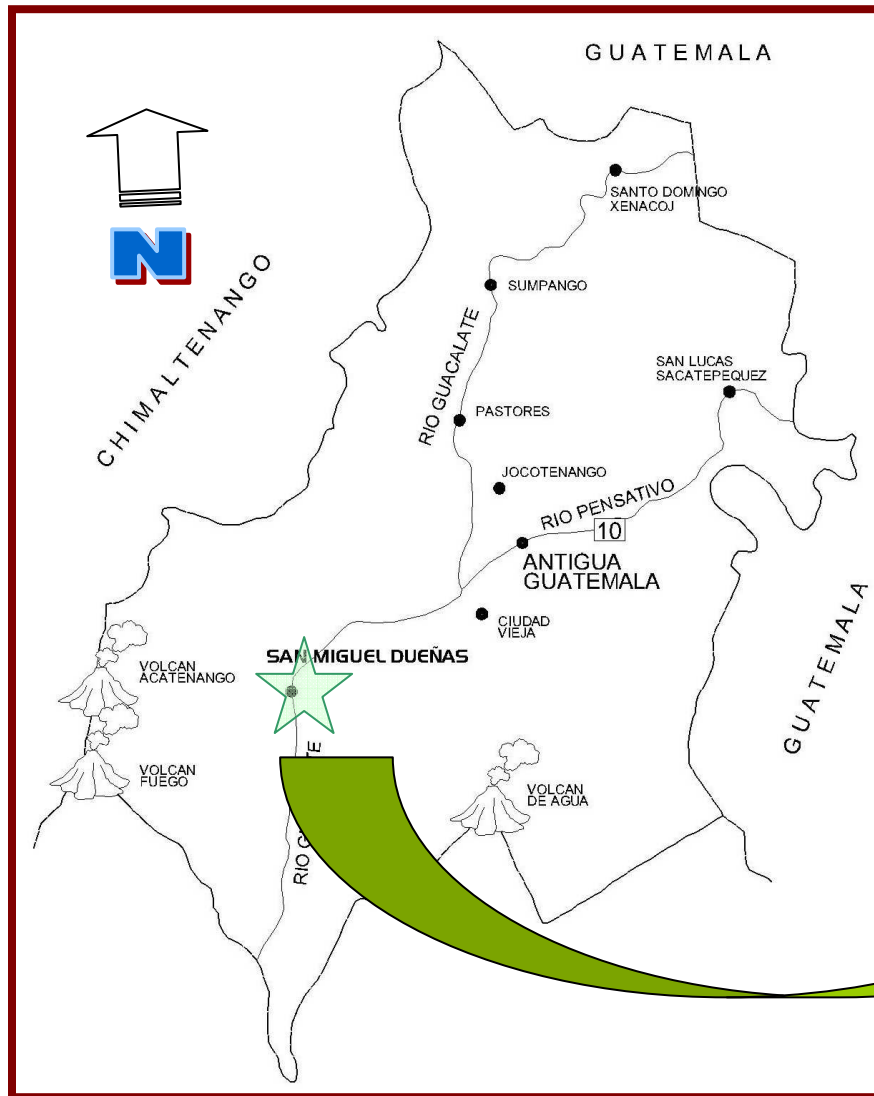 GUATEMALA
SANTO DOMINGO
XENACOJ
N
SUMPANGO
CHIMALTENANGO
RIO GUACALATE
SAN LUCAS
SACATEPEQUEZ
PASTORES
JOCOTENANGO
RIO PENSATIVO
10
ANTIGUA
GUATEMALA
CIUDAD
VIEJA
GUATEMALA
SAN MIGUEL DUEÑAS
VOLCAN
ACATENANGO
VOLCAN
FUEGO
VOLCAN
DE AGUA
RIO